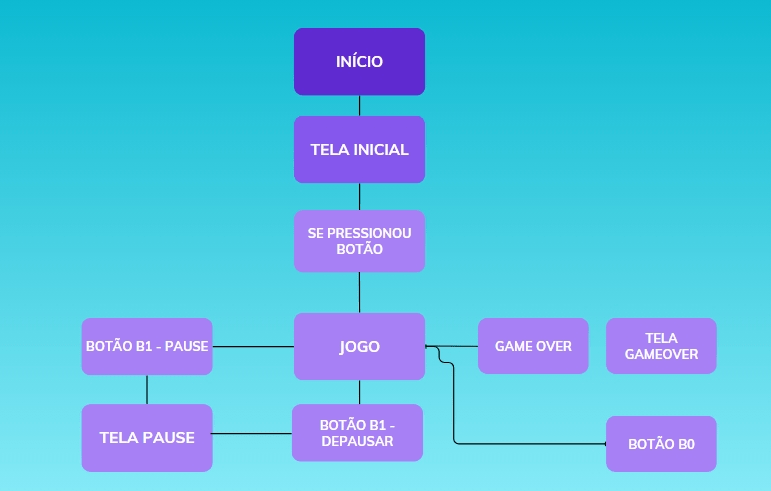 INÍCIO
TELA INICIAL
SE PRESSIONOU
BOTÃO
BOTÃO B1 - PAUSE
JOGO
GAME OVER
TELA
GAMEOVER
TELA PAUSE
BOTÃO B1 -
DEPAUSAR
BOTÃO B0